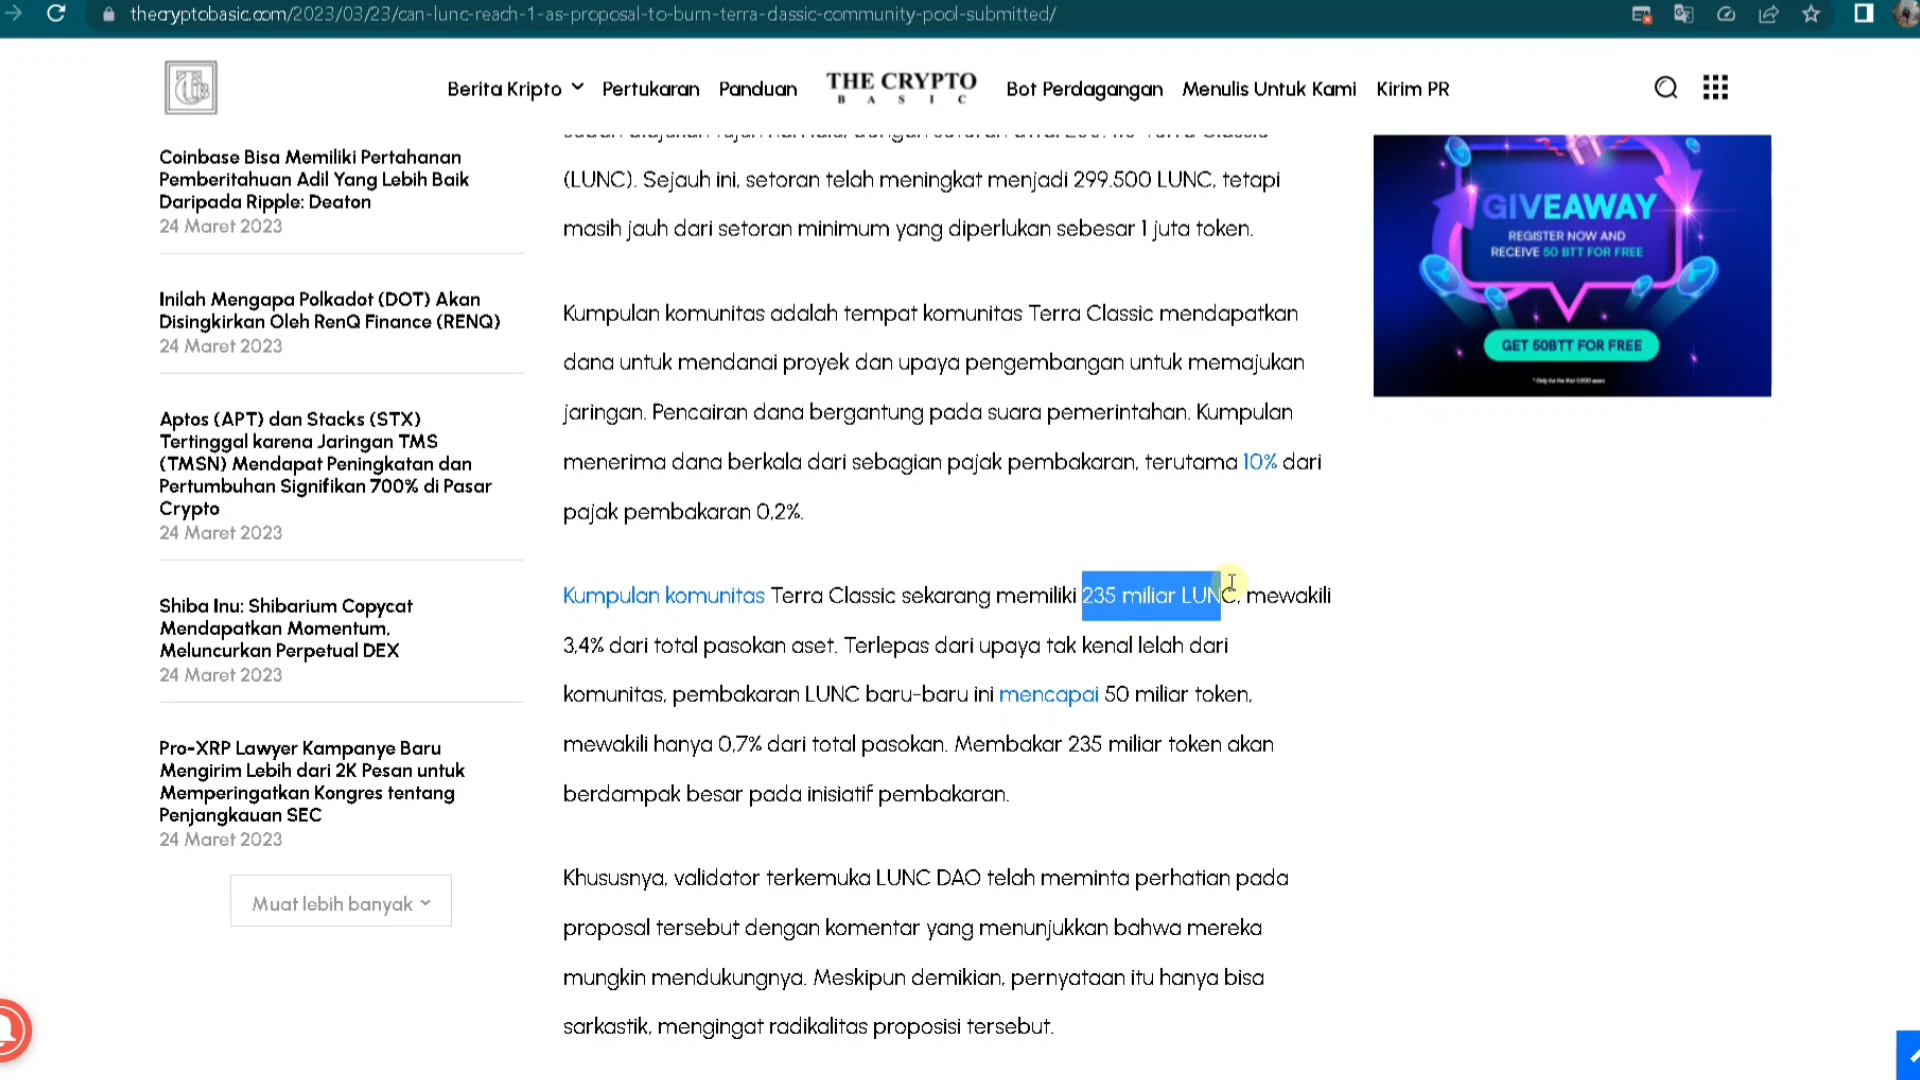 thecryptobasic.com/2023/03/23/can-lunc-reach-1-as-proposal-to-burn-terra-classic-community-pool-submitted/
Berita Kripto
Pertukaran
Panduan
THE CRYPTO
BASIC
Bot Perdagangan
Menulis Untuk Kami
Kirim PR
Coinbase Bisa Memiliki Pertahanan
Pemberitahuan Adil Yang Lebih Baik
Daripada Ripple: Deaton
24 Maret 2023
Inilah Mengapa Polkadot (DOT) Akan
Disingkirkan Oleh RenQ Finance (RENQ)
24 Maret 2023
Aptos (APT) dan Stacks (STX)
Tertinggal karena Jaringan TMS
(TMSN) Mendapat Peningkatan dan
Pertumbuhan Signifikan 700% di Pasar
Crypto
24 Maret 2023
Shiba Inu: Shibarium Copycat
Mendapatkan Momentum,
Meluncurkan Perpetual DEX
24 Maret 2023
Pro-XRP Lawyer Kampanye Baru
Mengirim Lebih dari 2K Pesan untuk
Memperingatkan Kongres tentang
Penjangkauan SEC
24 Maret 2023
Muat lebih banyak
(LUNC). Sejauh ini, setoran telah meningkat menjadi 299.500 LUNC, tetapi
masih jauh dari setoran minimum yang diperlukan sebesar 1 juta token.
Kumpulan komunitas adalah tempat komunitas Terra Classic mendapatkan
dana untuk mendanai proyek dan upaya pengembangan untuk memajukan
jaringan. Pencairan dana bergantung pada suara pemerintahan. Kumpulan
menerima dana berkala dari sebagian pajak pembakaran, terutama 10% dari
pajak pembakaran 0,2%.
Kumpulan komunitas Terra Classic sekarang memiliki 235 miliar LUNC, mewakili
3,4% dari total pasokan aset. Terlepas dari upaya tak kenal lelah dari
komunitas, pembakaran LUNC baru-baru ini mencapai 50 miliar token,
mewakili hanya 0,7% dari total pasokan. Membakar 235 miliar token akan
berdampak besar pada inisiatif pembakaran.
Khususnya, validator terkemuka LUNC DAO telah meminta perhatian pada
proposal tersebut dengan komentar yang menunjukkan bahwa mereka
mungkin mendukungnya. Meskipun demikian, pernyataan itu hanya bisa
sarkastik, mengingat radikalitas proposisi tersebut.
GIVEAWAY
REGISTER NOW AND
RECEIVE 50 BTT FOR FREE
GET 50BTT FOR FREE